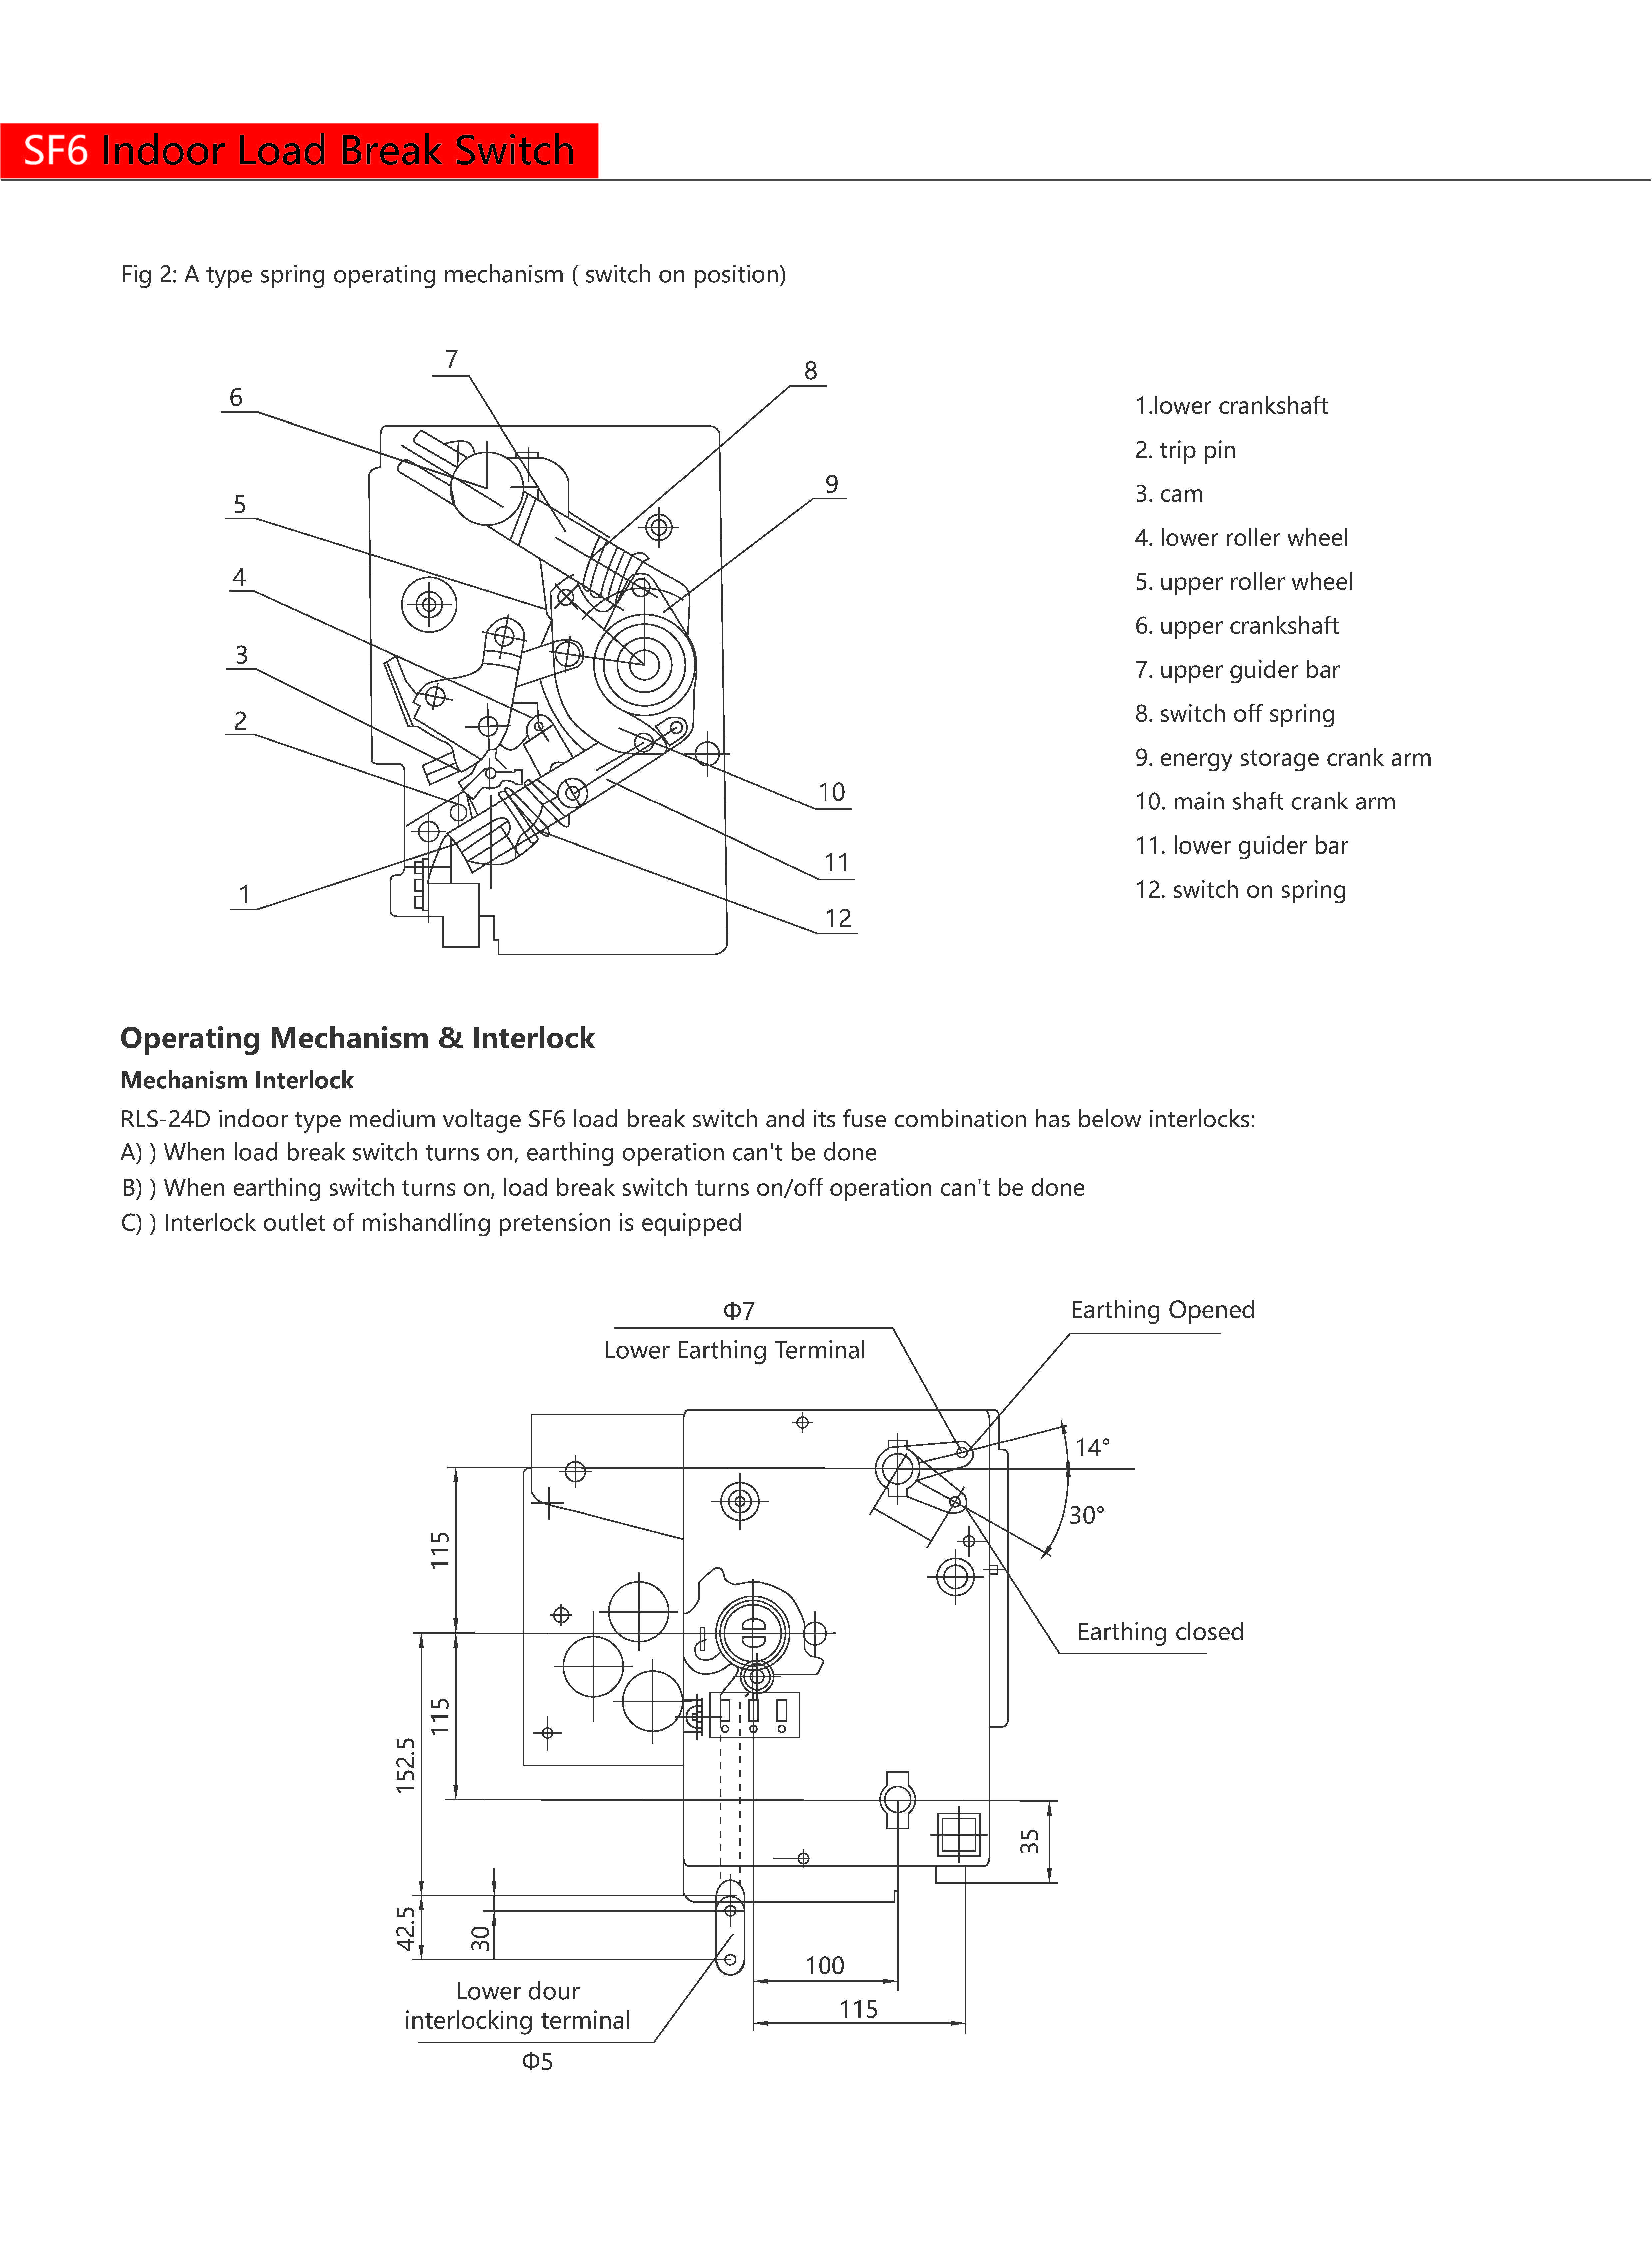 SF6 Indoor Load Break Switch
Fig 2: A type spring operating mechanism ( switch on position)
7
8
6
9
5
4
3
2
10
11
1
12
1.lower crankshaft
2. trip pin
3. cam
4. lower roller wheel
5. upper roller wheel
6. upper crankshaft
7. upper guider bar
8. switch off spring
9. energy storage crank arm
10. main shaft crank arm
11. lower guider bar
12. switch on spring
Operating Mechanism & Interlock
Mechanism Interlock
RLS-24D indoor type medium voltage SF6 load break switch and its fuse combination has below interlocks:
A) ) When load break switch turns on, earthing operation can't be done
B) ) When earthing switch turns on, load break switch turns on/off operation can't be done
C) ) Interlock outlet of mishandling pretension is equipped
Φ7
Lower Earthing Terminal
Earthing Opened
14°
30°
115
Earthing closed
115
152.5
35
42.5
30
100
115
Lower dour
interlocking terminal
Φ5